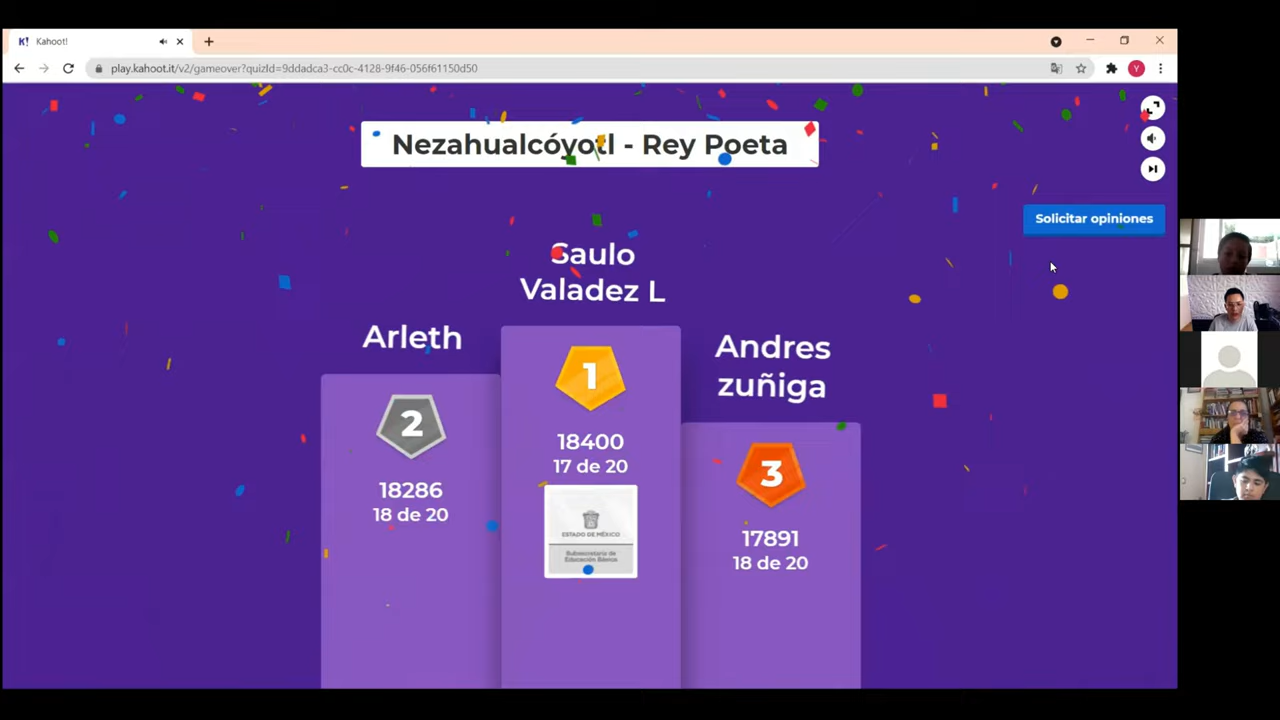 K! Kahoot!
play.kahoot.it/v2/gameover?quizId=9ddadca3-cc0c-4128-9f46-056f61150d50
Y
Nezahualcóyotl - Rey Poeta
Solicitar opiniones
Saulo
Valadez L
Arleth
Andres
zuñiga
1
2
18400
17 de 20
3
18286
18 de 20
ESTADO DE MÉXICO
Subsecretaría de
Educación Básica
17891
18 de 20